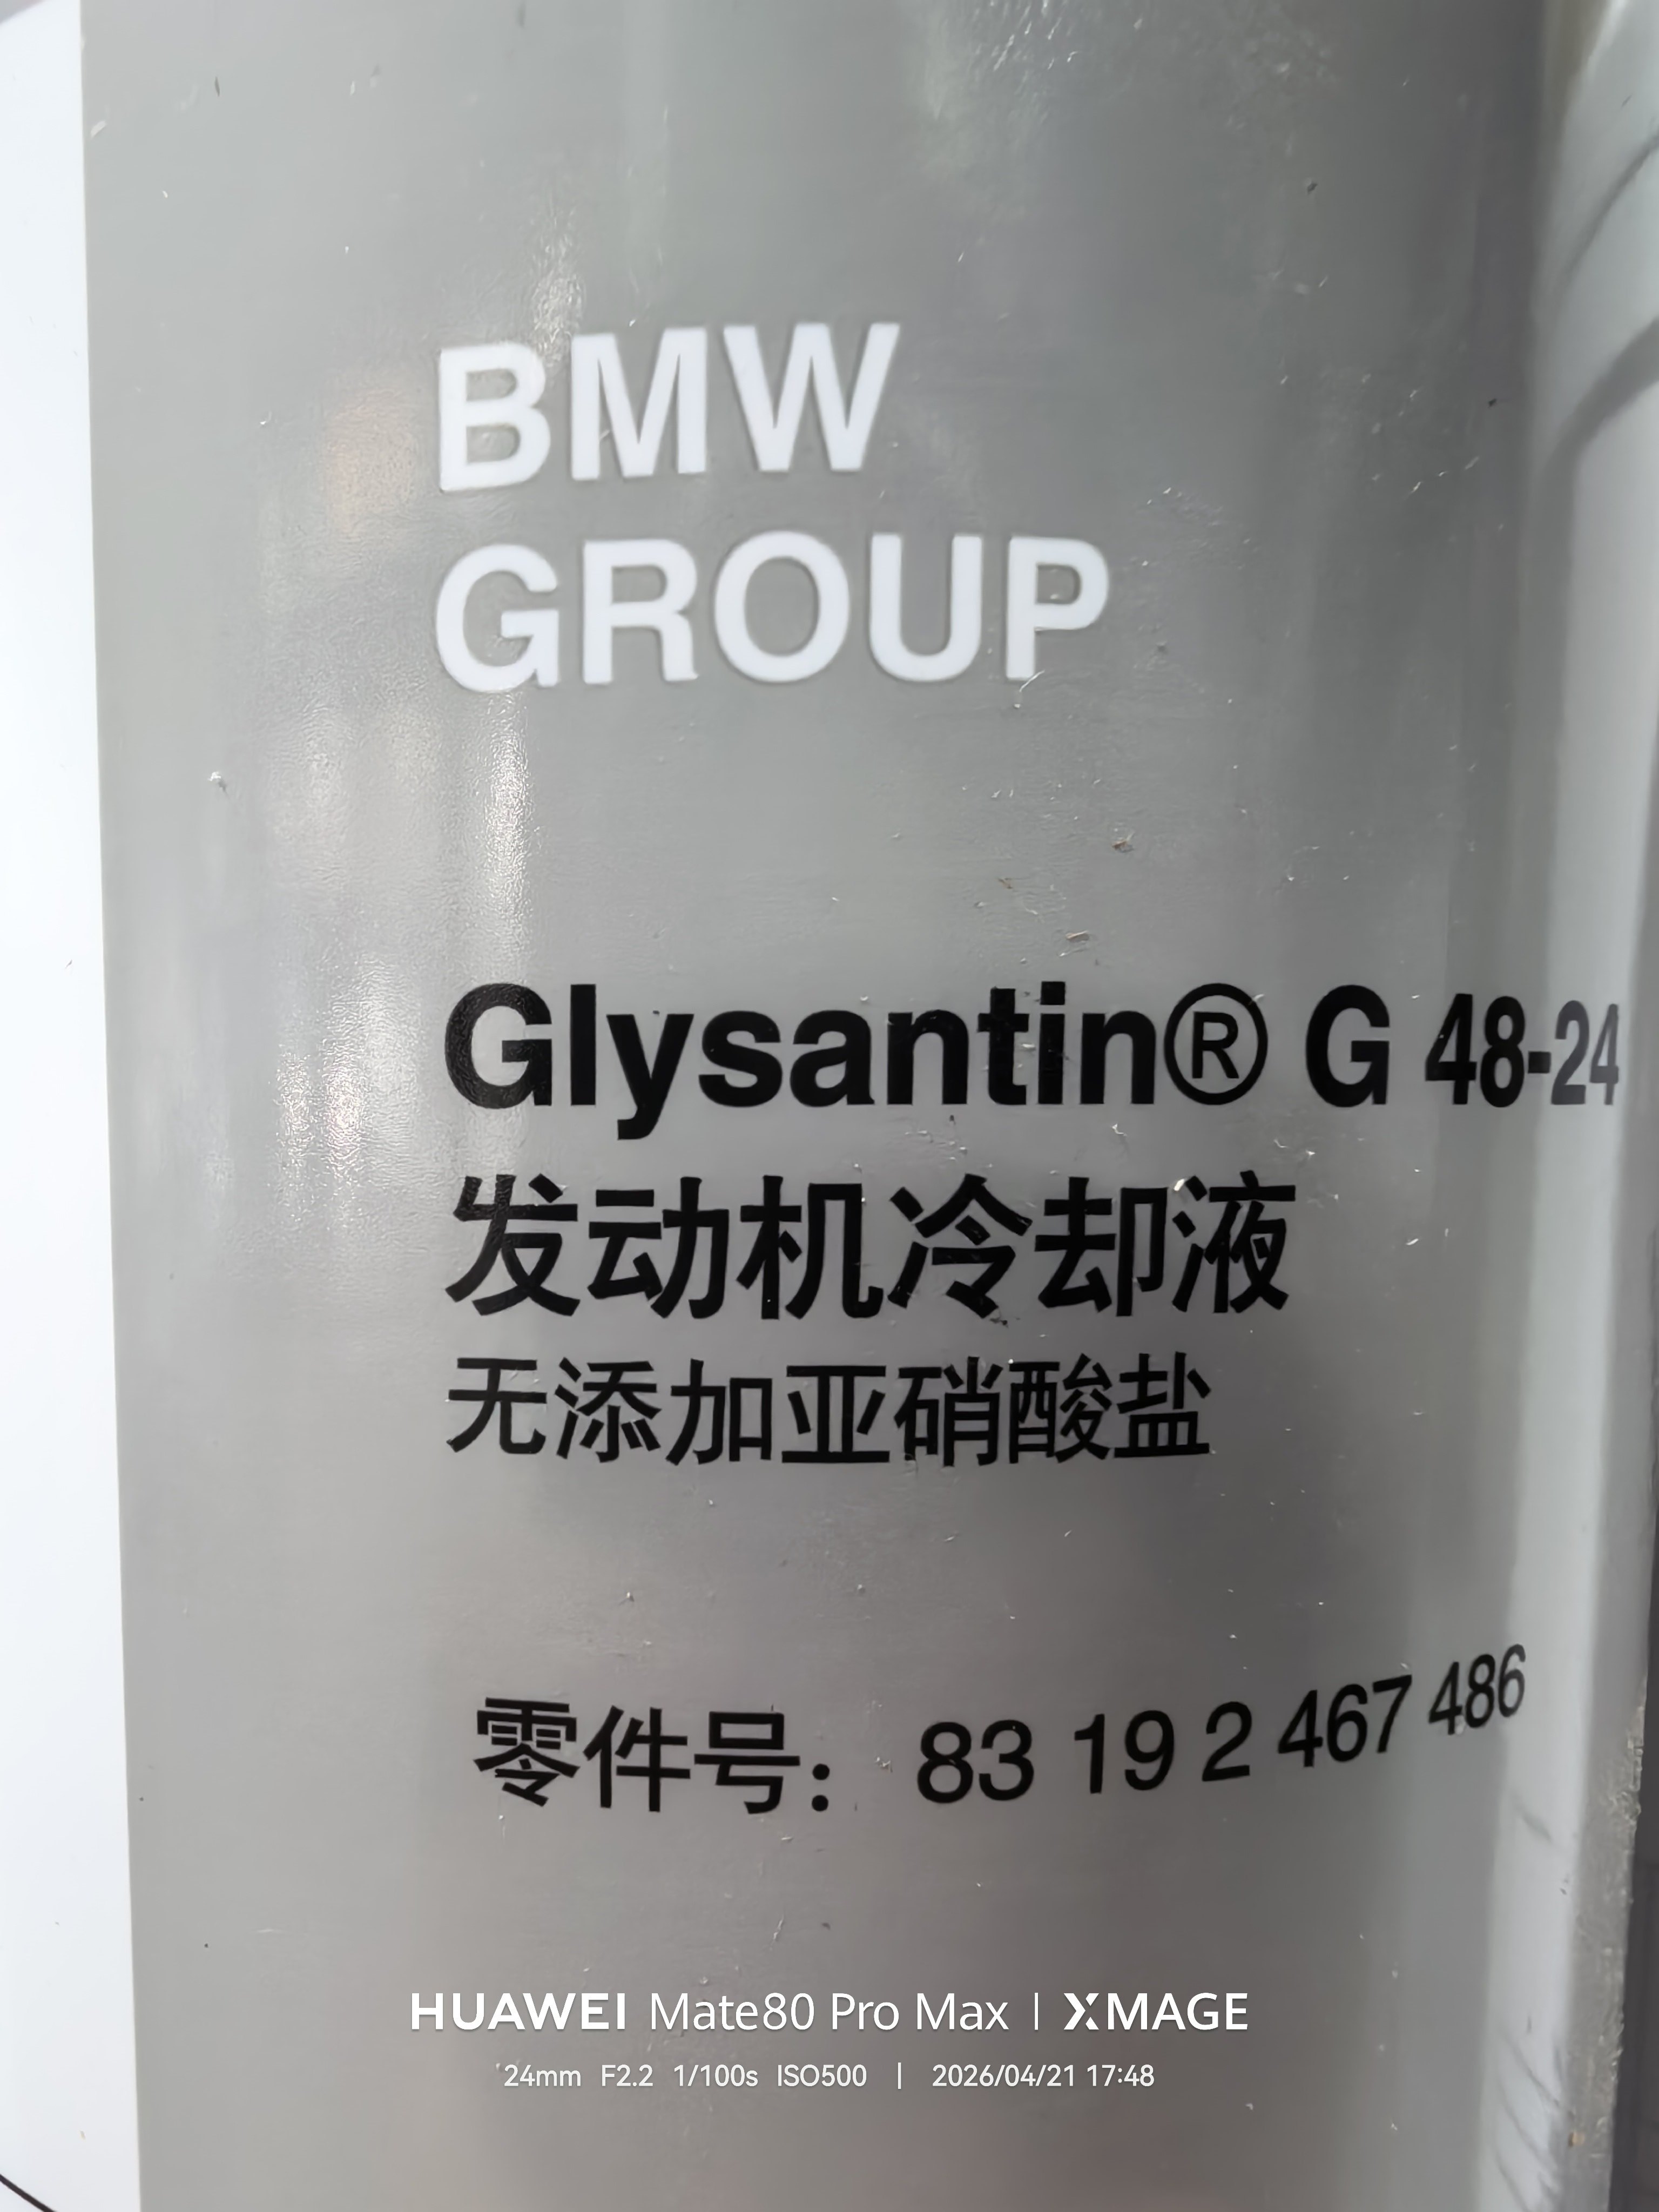 BMW
GROUP
Glysantin® G 48-24
发动机冷却液
无添加亚硝酸盐
零件号：83 19 2 467 486
HUAWEI Mate80 Pro Max | XMAGE
24mm F2.2 1/100s ISO500 | 2026/04/21 17:48